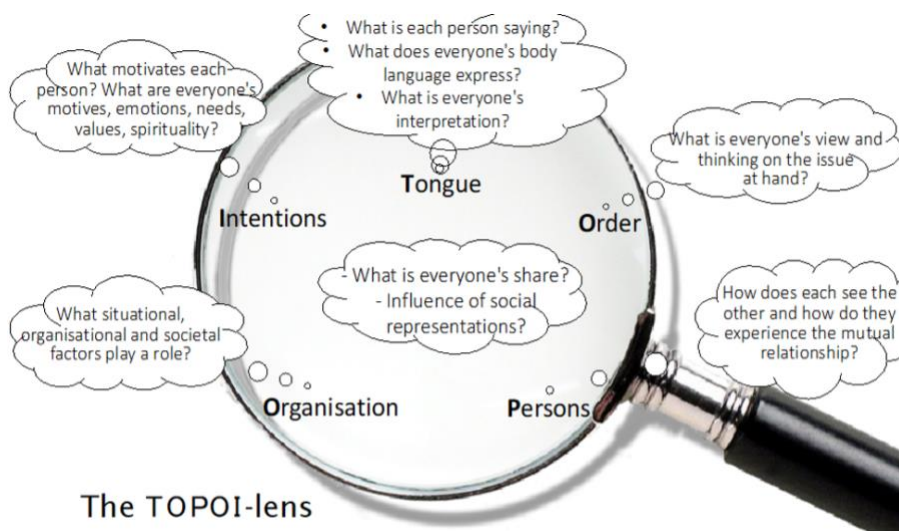 • What is each person saying?
• What does everyone's body
language express?
• What is everyone's
interpretation?
What motivates each
person? What are everyone's
motives, emotions, needs,
values, spirituality?
What is everyone's view and
thinking on the issue
at hand?
Tongue
Intentions
Order
- What is everyone's share?
- Influence of social
representations?
What situational,
organisational and societal
factors play a role?
How does each see the
other and how do they
experience the mutual
relationship?
Organisation
Persons
The TOPOI-lens